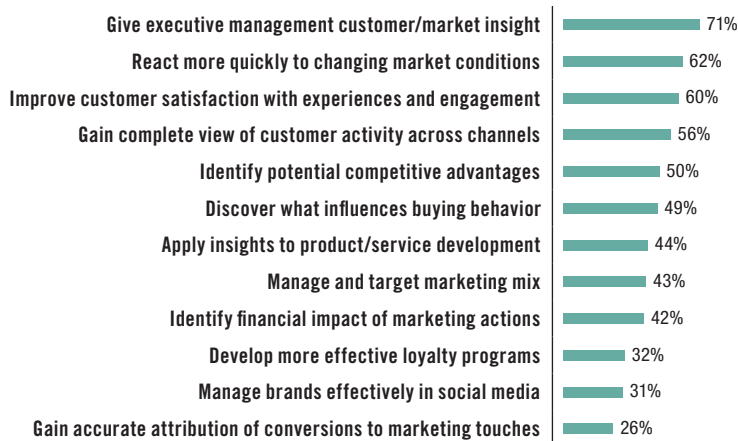 Give executive management customer/market insight 71%
React more quickly to changing market conditions 62%
Improve customer satisfaction with experiences and engagement 60%
Gain complete view of customer activity across channels 56%
Identify potential competitive advantages 50%
Discover what influences buying behavior 49%
Apply insights to product/service development 44%
Manage and target marketing mix 43%
Identify financial impact of marketing actions 42%
Develop more effective loyalty programs 32%
Manage brands effectively in social media 31%
Gain accurate attribution of conversions to marketing touches 26%